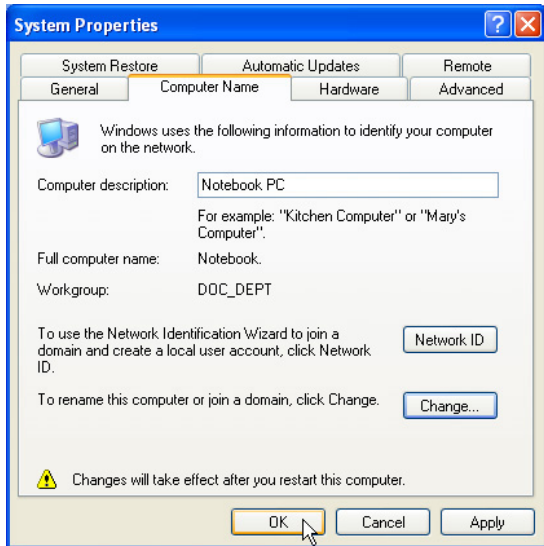 System Properties
System Restore Automatic Updates Remote
General Computer Name Hardware Advanced
Windows uses the following information to identify your computer
on the network.
Computer description: Notebook PC
For example: "Kitchen Computer" or "Mary's
Computer".
Full computer name: Notebook.
Workgroup: DOC_DEPT
To use the Network Identification Wizard to join a
domain and create a local user account, click Network
ID.
Network ID
To rename this computer or join a domain, click Change.
Change...
Changes will take effect after you restart this computer.
OK Cancel Apply